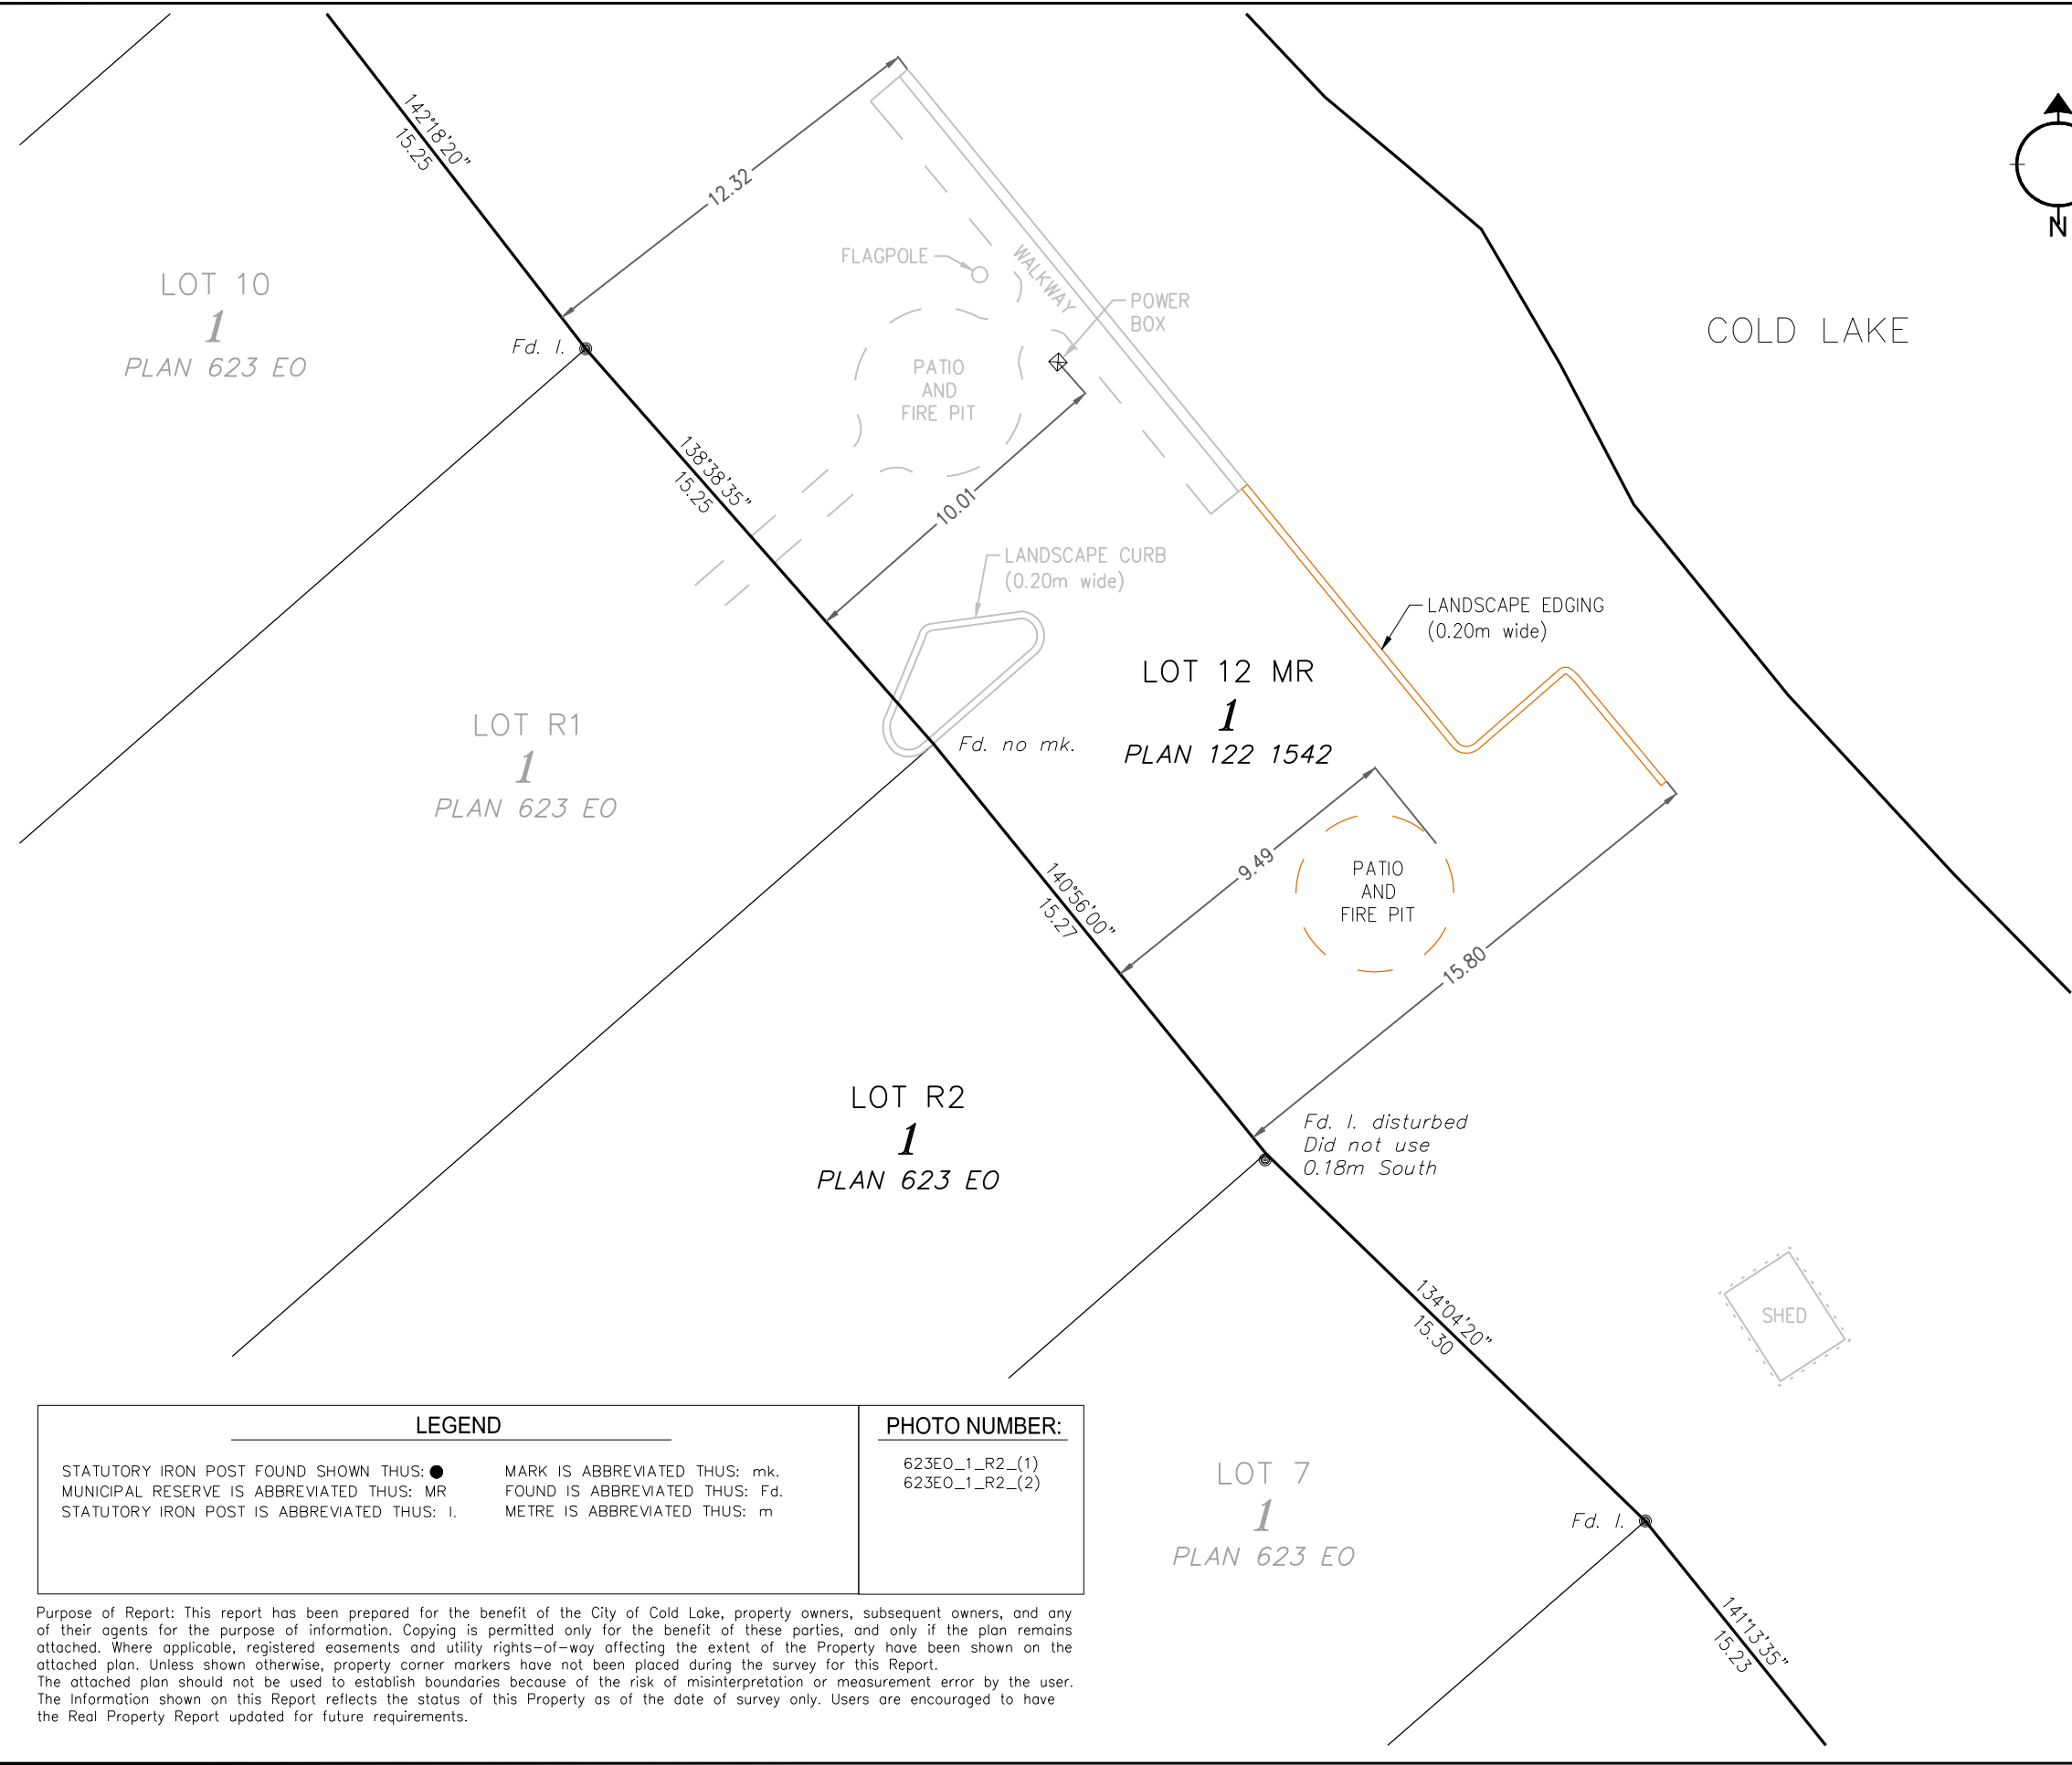 142°18'20"
15.25
12.32
FLAGPOLE
WALKWAY
POWER
BOX
N
LOT 10
1
PLAN 623 EO
Fd. I.
PATIO
AND
FIRE PIT
COLD LAKE
138°38'35"
15.25
10.01
LANDSCAPE CURB
(0.20m wide)
LANDSCAPE EDGING
(0.20m wide)
LOT 12 MR
1
PLAN 122 1542
LOT R1
1
PLAN 623 EO
Fd. no mk.
9.49
PATIO
AND
FIRE PIT
140°56'00"
15.27
15.80
LOT R2
1
PLAN 623 EO
Fd. I. disturbed
Did not use
0.18m South
134°04'20"
15.30
SHED
LEGEND
STATUTORY IRON POST FOUND SHOWN THUS:
MUNICIPAL RESERVE IS ABBREVIATED THUS: MR
STATUTORY IRON POST IS ABBREVIATED THUS: I.
MARK IS ABBREVIATED THUS: mk.
FOUND IS ABBREVIATED THUS: Fd.
METRE IS ABBREVIATED THUS: m
PHOTO NUMBER:
623EO_1_R2_(1)
623EO_1_R2_(2)
LOT 7
1
PLAN 623 EO
Fd. I.
141°13'35"
15.23
Purpose of Report: This report has been prepared for the benefit of the City of Cold Lake, property owners, subsequent owners, and any
of their agents for the purpose of information. Copying is permitted only for the benefit of these parties, and only if the plan remains
attached. Where applicable, registered easements and utility rights-of-way affecting the extent of the Property have been shown on the
attached plan. Unless shown otherwise, property corner markers have not been placed during the survey for this Report.
The attached plan should not be used to establish boundaries because of the risk of misinterpretation or measurement error by the user.
The Information shown on this Report reflects the status of this Property as of the date of survey only. Users are encouraged to have
the Real Property Report updated for future requirements.